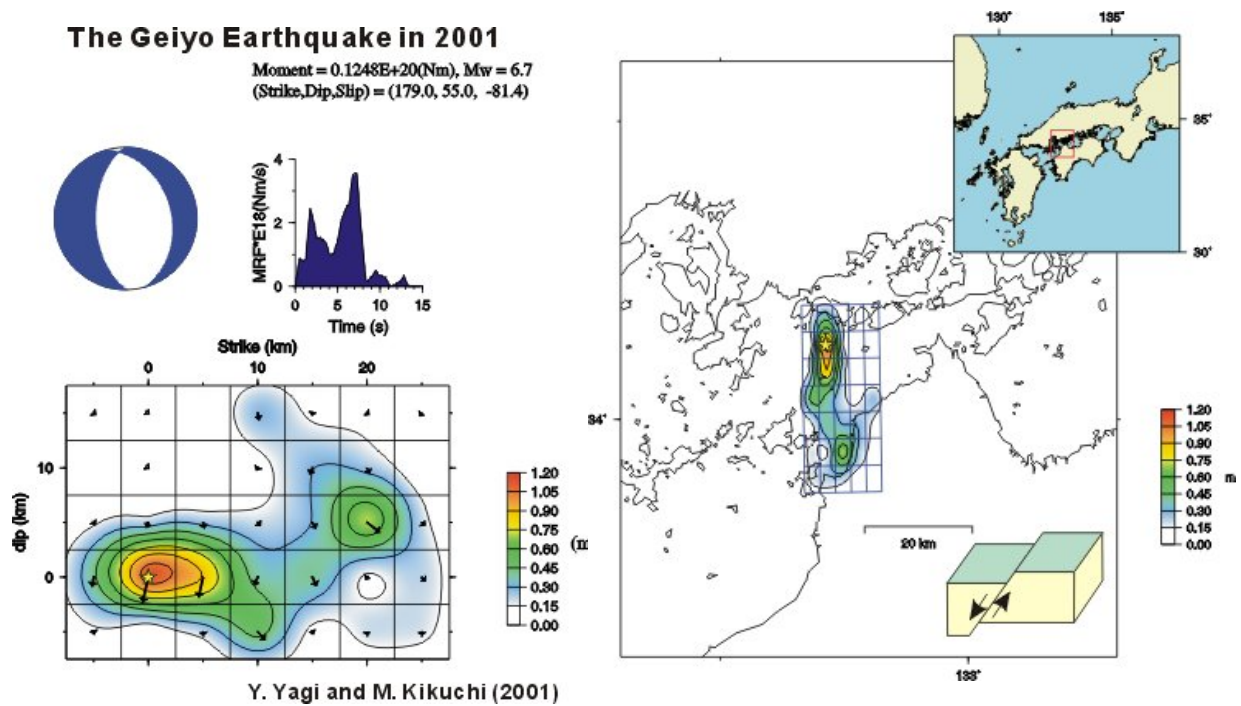 The Geiyo Earthquake in 2001
Moment = 0.1248E+20(Nm), Mw = 6.7
(Strike,Dip,Slip) = (179.0, 55.0, -81.4)
MRF*E18(Nm/s)
4
2
0
0 5 10 15
Time (s)
Strike (km)
0 10 20
dip (km)
10
0
1.20
1.05
0.90
0.75
0.60
0.45
0.30
0.15
0.00
(m
Y. Yagi and M. Kikuchi (2001)
130° 135°
35°
30°
34°
133°
20 km
1.20
1.05
0.90
0.75
0.60
0.45
0.30
0.15
0.00
m